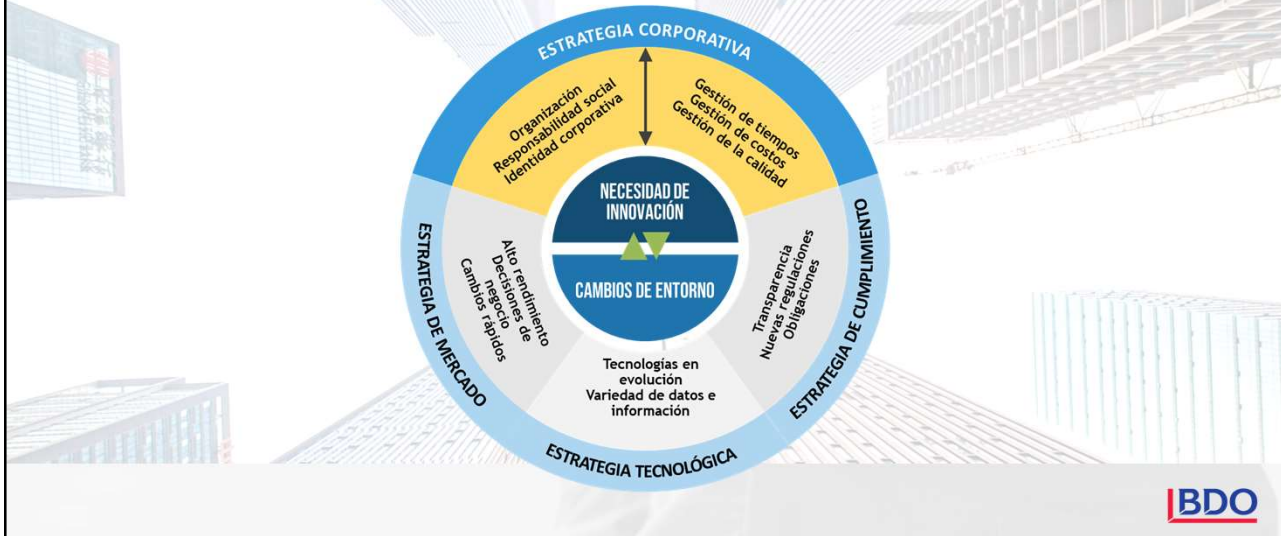 ESTRATEGIA CORPORATIVA
Organización
Responsabilidad social
Identidad corporativa
Gestión de tiempos
Gestión de costos
Gestión de la calidad
NECESIDAD DE
INNOVACIÓN
CAMBIOS DE ENTORNO
ESTRATEGIA DE MERCADO
Alto rendimiento
Decisiones de
negocio
Cambios rápidos
Transparencia
Nuevas regulaciones
Obligaciones
ESTRATEGIA DE CUMPLIMIENTO
Tecnologías en
evolución
Variedad de datos e
información
ESTRATEGIA TECNOLÓGICA
BDO